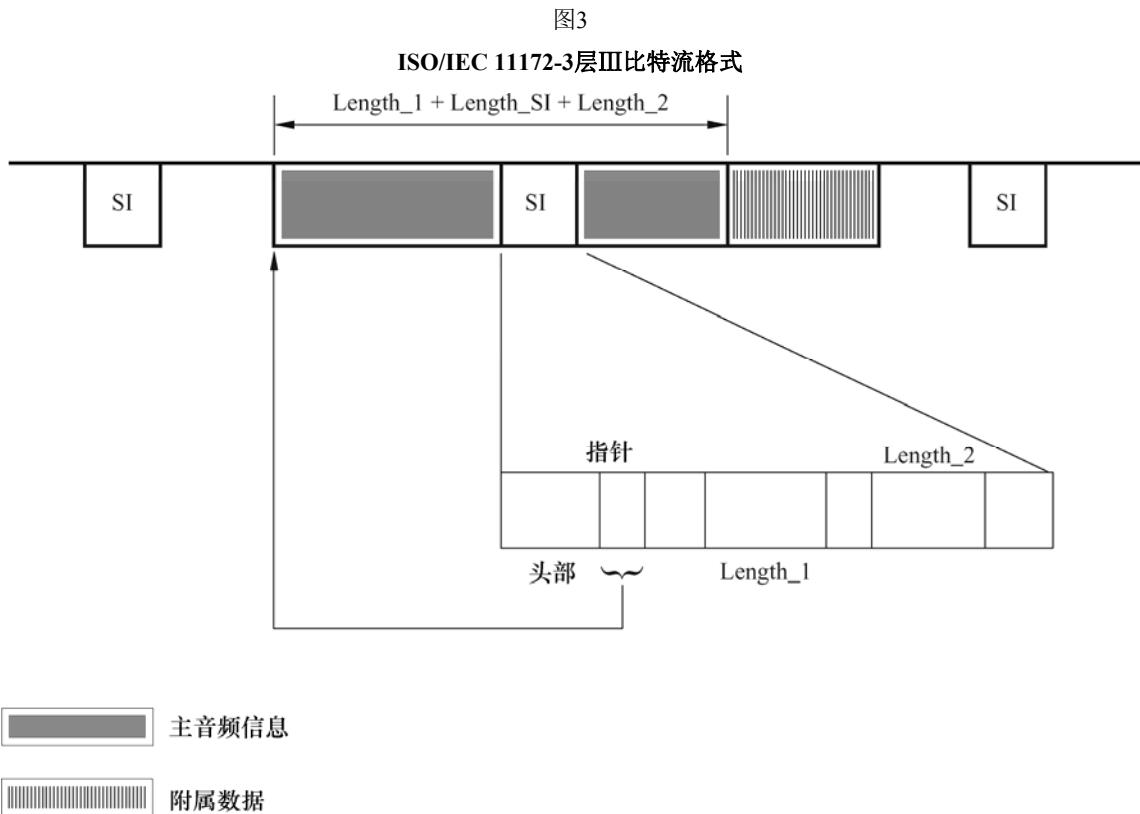 图3
ISO/IEC 11172-3层Ⅲ比特流格式
Length_1 + Length_SI + Length_2
SI
SI
SI
指针
Length_2
头部
Length_1
主音频信息
附属数据